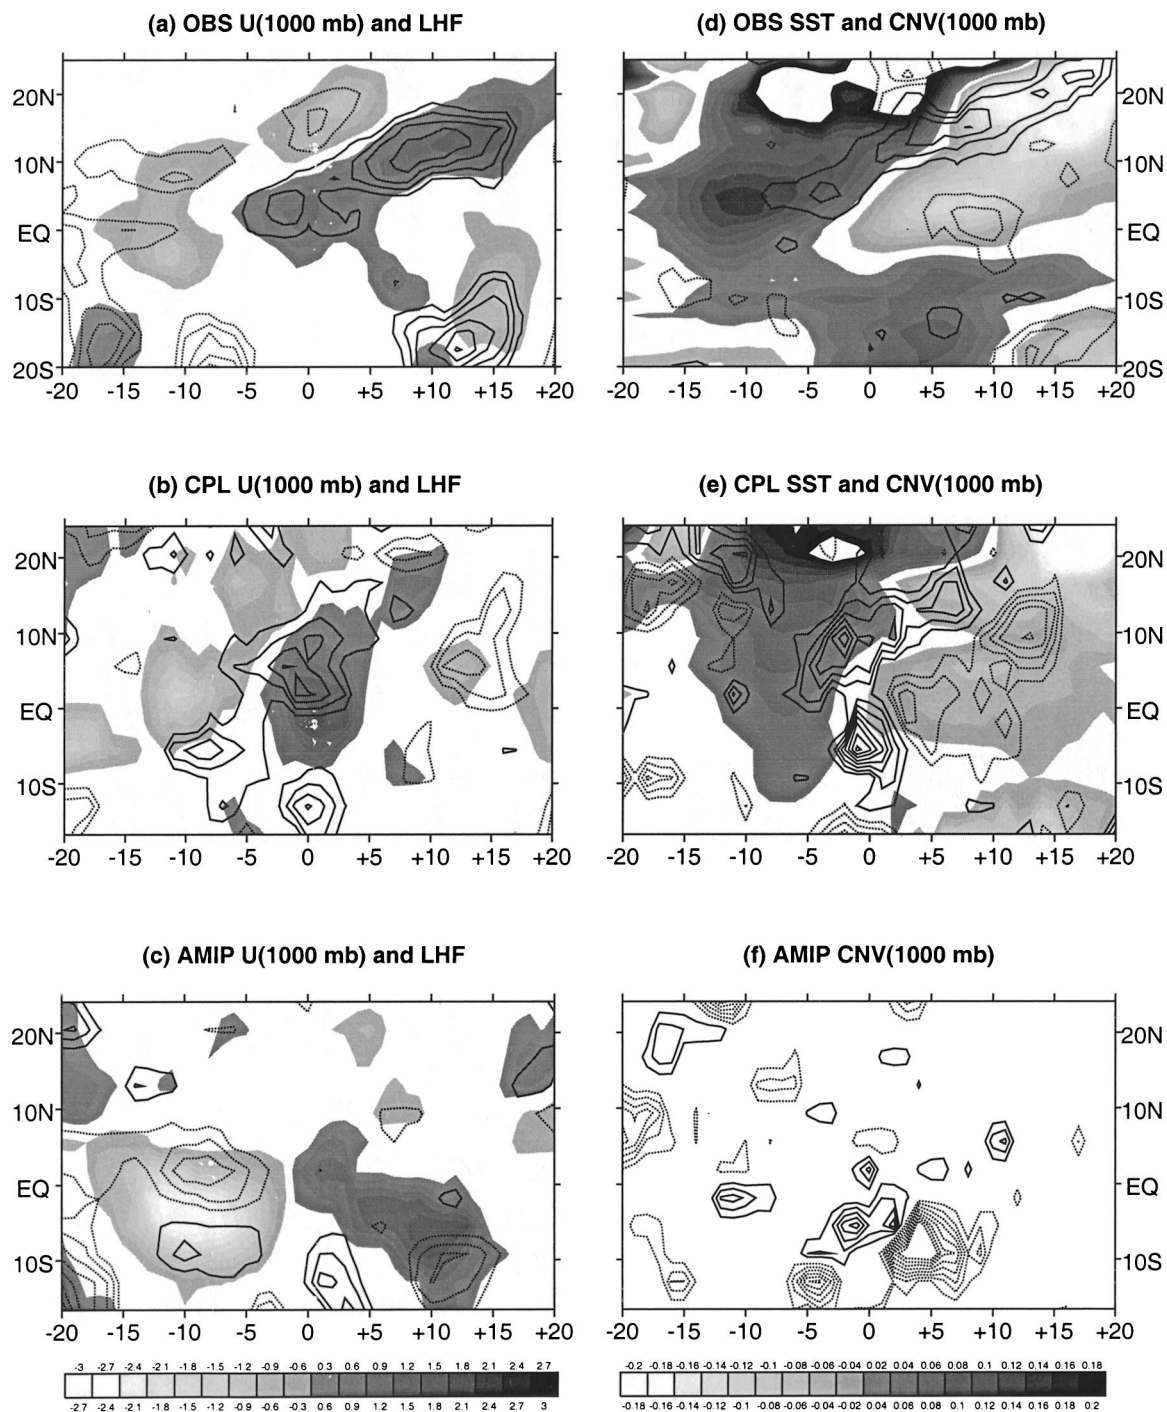 (a) OBS U(1000 mb) and LHF
20N
10N
EQ
10S
20S
-20 -15 -10 -5 0 +5 +10 +15 +20
(d) OBS SST and CNV(1000 mb)
20N
10N
EQ
10S
20S
-20 -15 -10 -5 0 +5 +10 +15 +20
(b) CPL U(1000 mb) and LHF
20N
10N
EQ
10S
-20 -15 -10 -5 0 +5 +10 +15 +20
(e) CPL SST and CNV(1000 mb)
20N
10N
EQ
10S
-20 -15 -10 -5 0 +5 +10 +15 +20
(c) AMIP U(1000 mb) and LHF
20N
10N
EQ
10S
-20 -15 -10 -5 0 +5 +10 +15 +20
(f) AMIP CNV(1000 mb)
20N
10N
EQ
10S
-20 -15 -10 -5 0 +5 +10 +15 +20
-3 -2.7 -2.4 -2.1 -1.8 -1.5 -1.2 -0.9 -0.6 0.3 0.6 0.9 1.2 1.5 1.8 2.1 2.4 2.7
-2.7 -2.4 -2.1 -1.8 -1.5 -1.2 -0.9 -0.6 -0.3 0.6 0.9 1.2 1.5 1.8 2.1 2.4 2.7 3
-0.2 -0.18 -0.16 -0.14 -0.12 -0.1 -0.08 -0.06 -0.04 0.02 0.04 0.06 0.08 0.1 0.12 0.14 0.16 0.18
-0.18 -0.16 -0.14 -0.12 -0.1 -0.08 -0.06 -0.04 -0.02 0.04 0.06 0.08 0.1 0.12 0.14 0.16 0.18 0.2